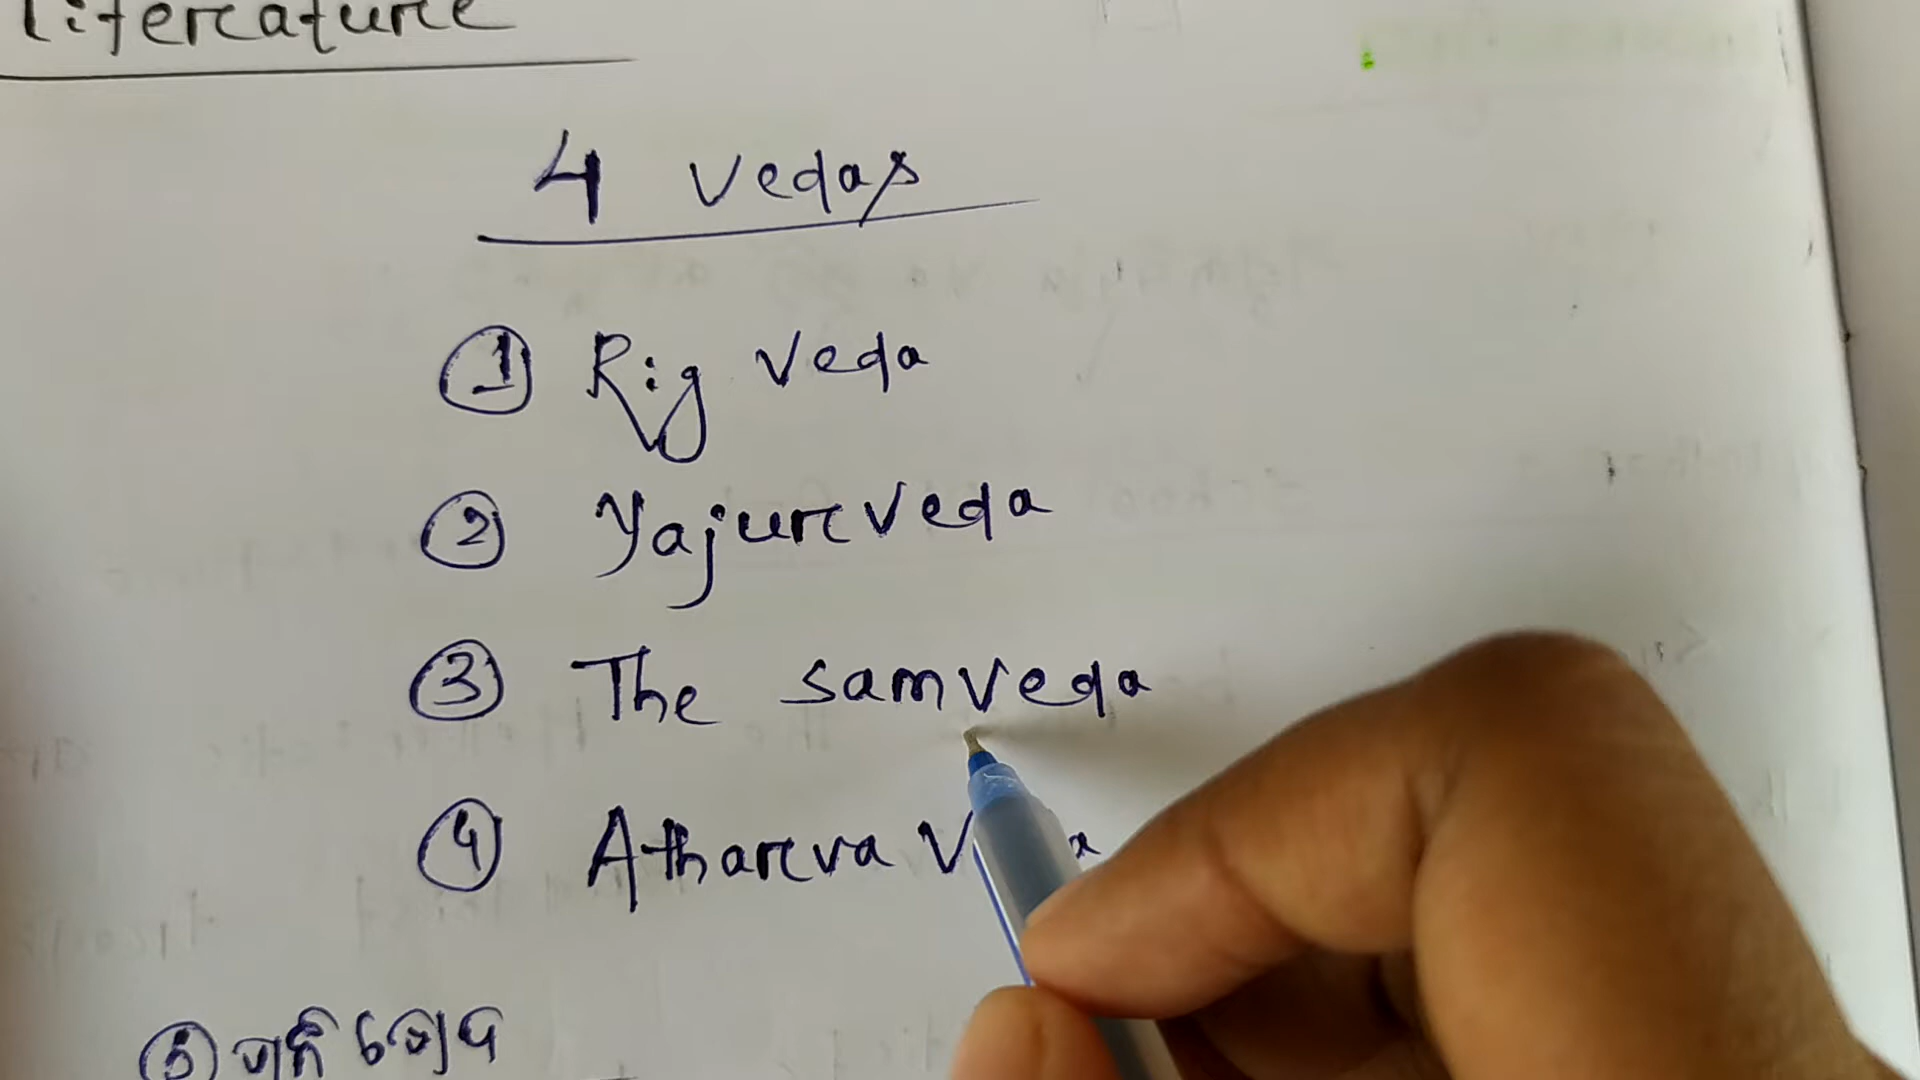 Literature
4 Vedas
① Rig Veda
② Yajurveda
③ The samveda
④ Atharva V a